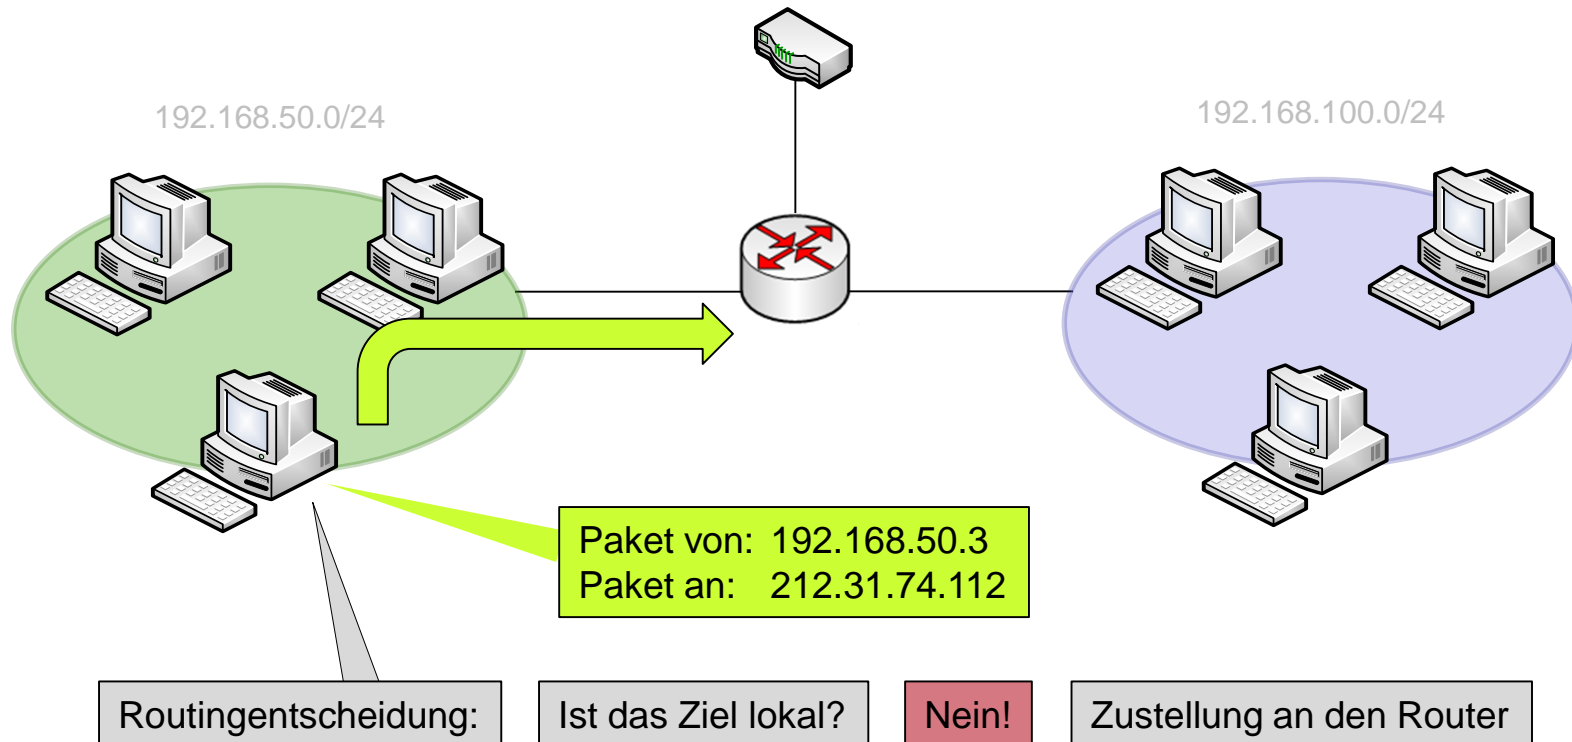 192.168.50.0/24
192.168.100.0/24
Paket von: 192.168.50.3
Paket an: 212.31.74.112
Routingentscheidung:
Ist das Ziel lokal?
Nein!
Zustellung an den Router